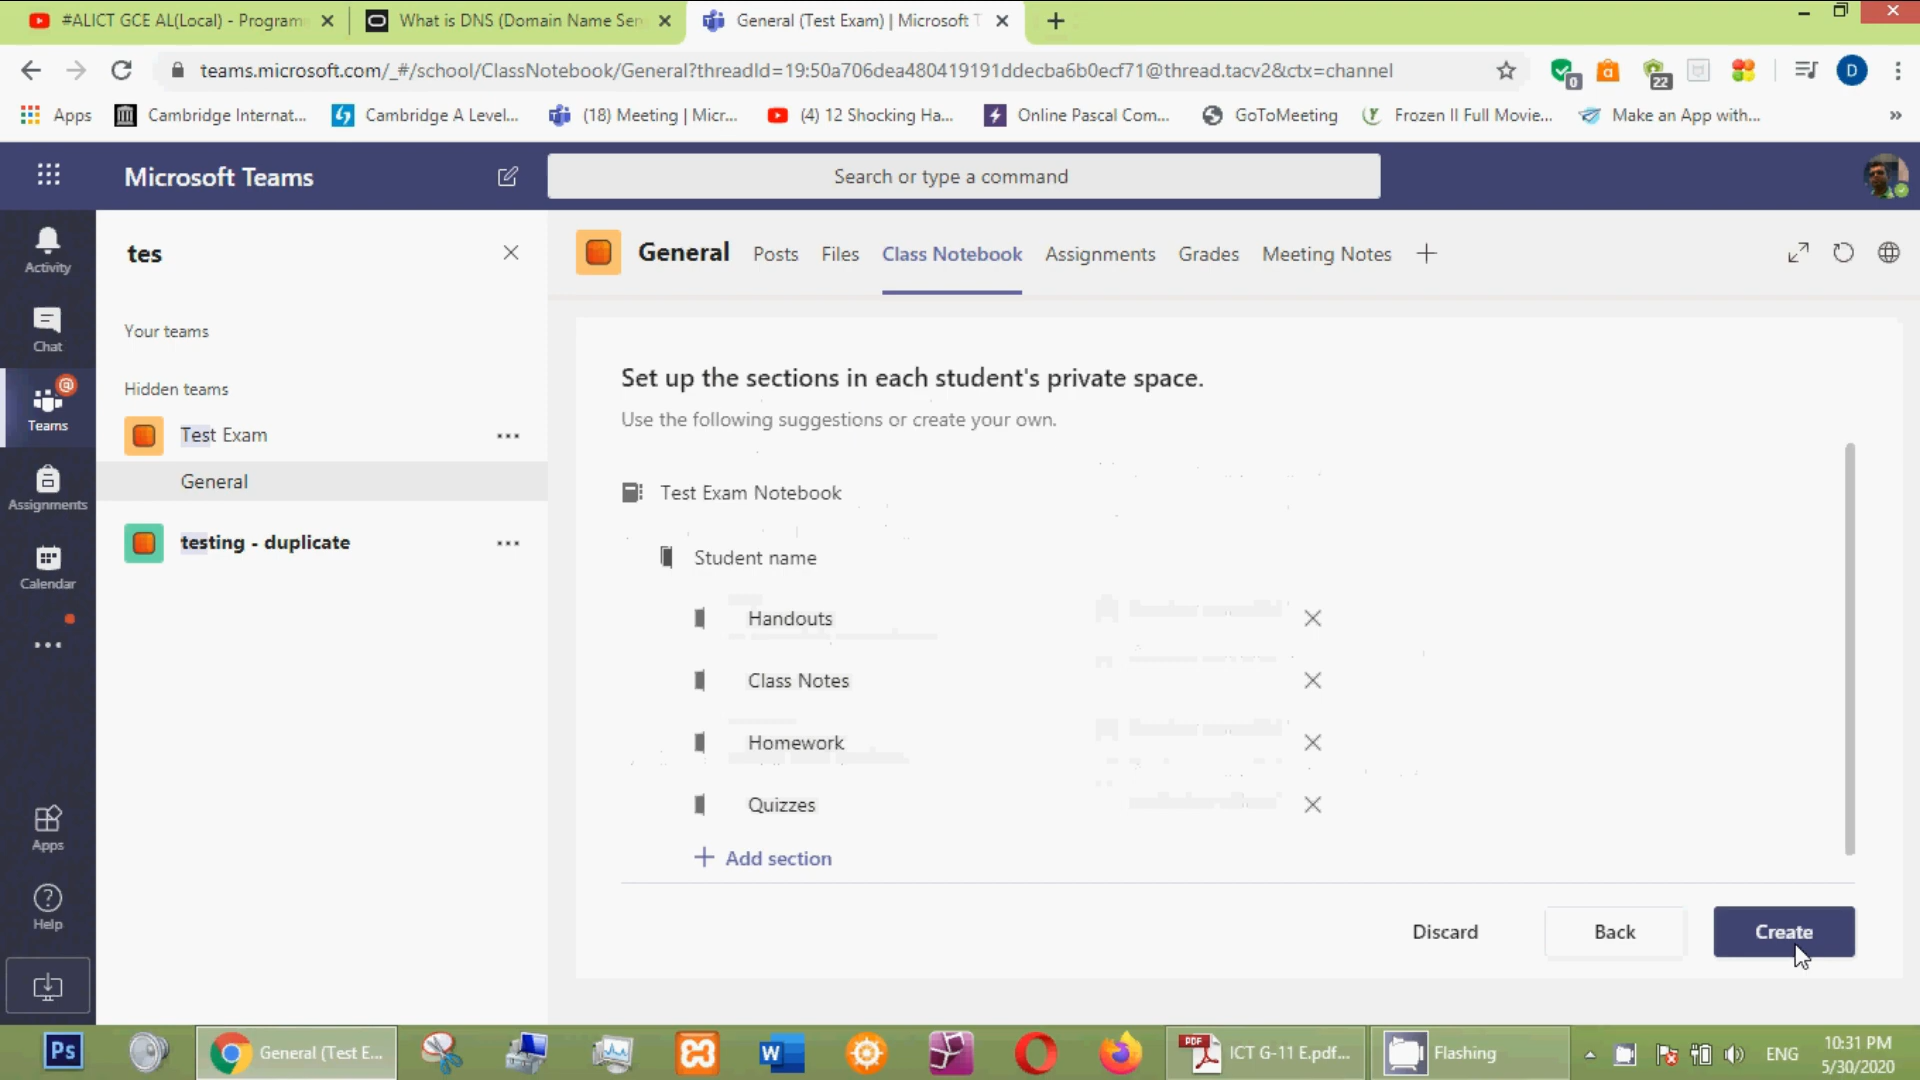 #ALICT GCE AL(Local) - Program
What is DNS (Domain Name Ser
General (Test Exam) | Microsoft T
teams.microsoft.com/_#/school/ClassNotebook/General?threadId=19:50a706dea480419191ddecba6b0ecf71@thread.tacv2&ctx=channel
0
22
D
Apps
Cambridge Internat...
Cambridge A Level...
(18) Meeting | Micr...
(4) 12 Shocking Ha...
Online Pascal Com...
GoToMeeting
Frozen II Full Movie...
Make an App with...
Microsoft Teams
Search or type a command
Activity
Chat
Teams
Assignments
Calendar
Apps
Help
tes
Your teams
Hidden teams
Test Exam
General
testing - duplicate
General
Posts
Files
Class Notebook
Assignments
Grades
Meeting Notes
Set up the sections in each student's private space.
Use the following suggestions or create your own.
Test Exam Notebook
Student name
Handouts
Class Notes
Homework
Quizzes
Add section
Discard
Back
Create
Ps
General (Test E...
W
PDF
ICT G-11 E.pdf...
Flashing
ENG
10:31 PM
5/30/2020